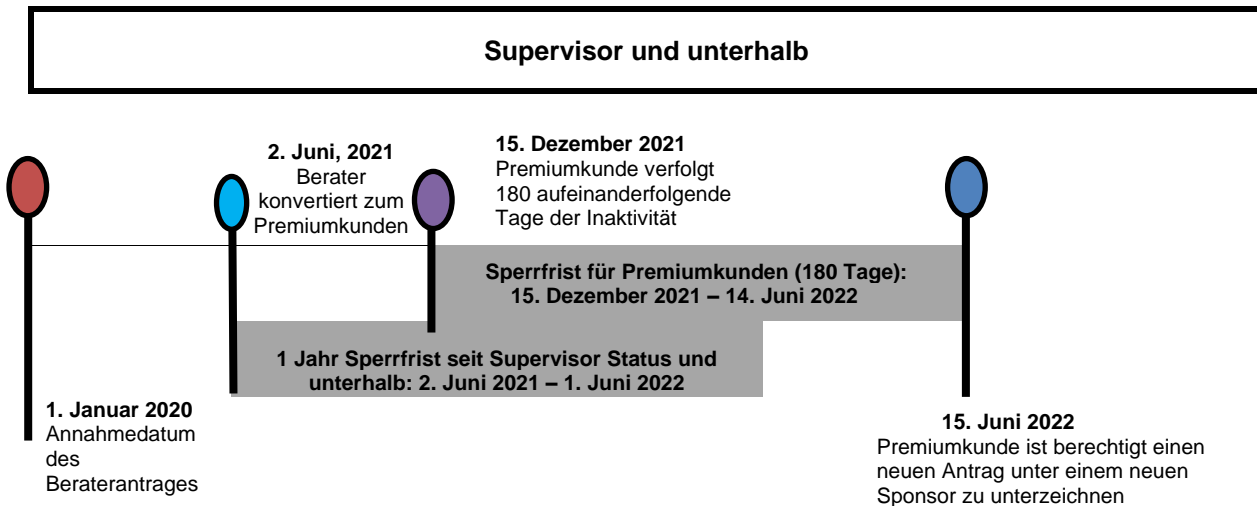 Supervisor und unterhalb
2. Juni, 2021
Berater
konvertiert zum
Premiumkunden
15. Dezember 2021
Premiumkunde verfolgt
180 aufeinanderfolgende
Tage der Inaktivität
Sperrfrist für Premiumkunden (180 Tage):
15. Dezember 2021 – 14. Juni 2022
1 Jahr Sperrfrist seit Supervisor Status und
unterhalb: 2. Juni 2021 – 1. Juni 2022
1. Januar 2020
Annahmedatum
des
Beraterantrages
15. Juni 2022
Premiumkunde ist berechtigt einen
neuen Antrag unter einem neuen
Sponsor zu unterzeichnen